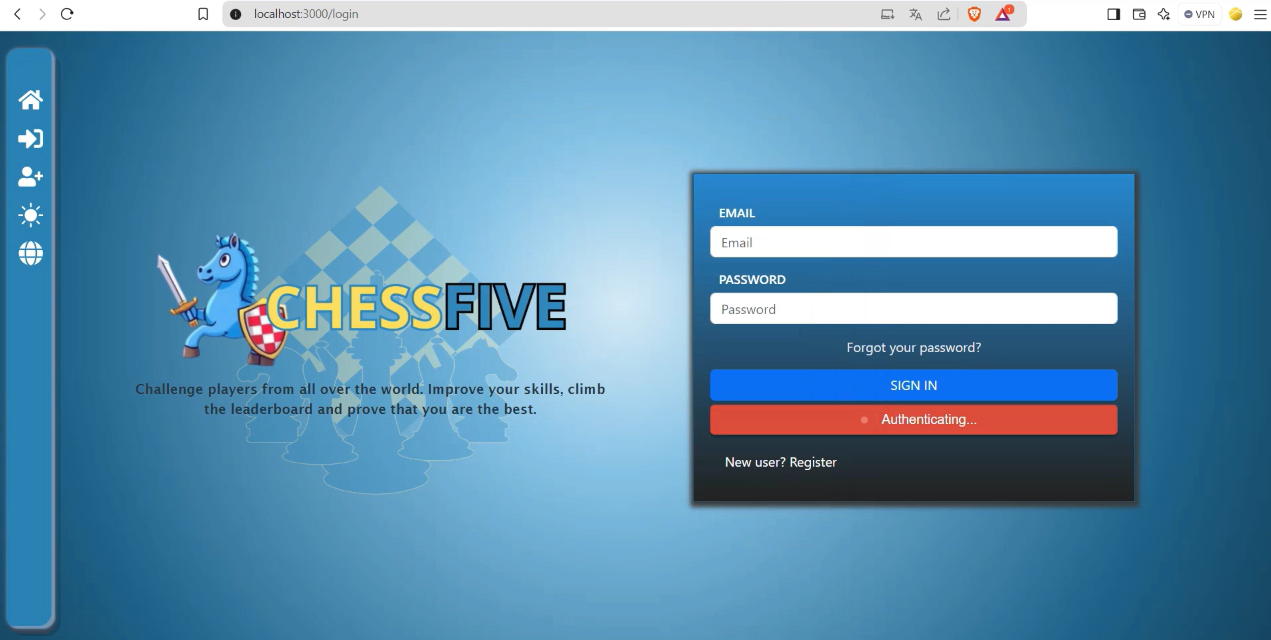 localhost:3000/login
1
VPN
CHESSFIVE
Challenge players from all over the world. Improve your skills, climb
the leaderboard and prove that you are the best.
EMAIL
Email
PASSWORD
Password
Forgot your password?
SIGN IN
Authenticating...
New user? Register